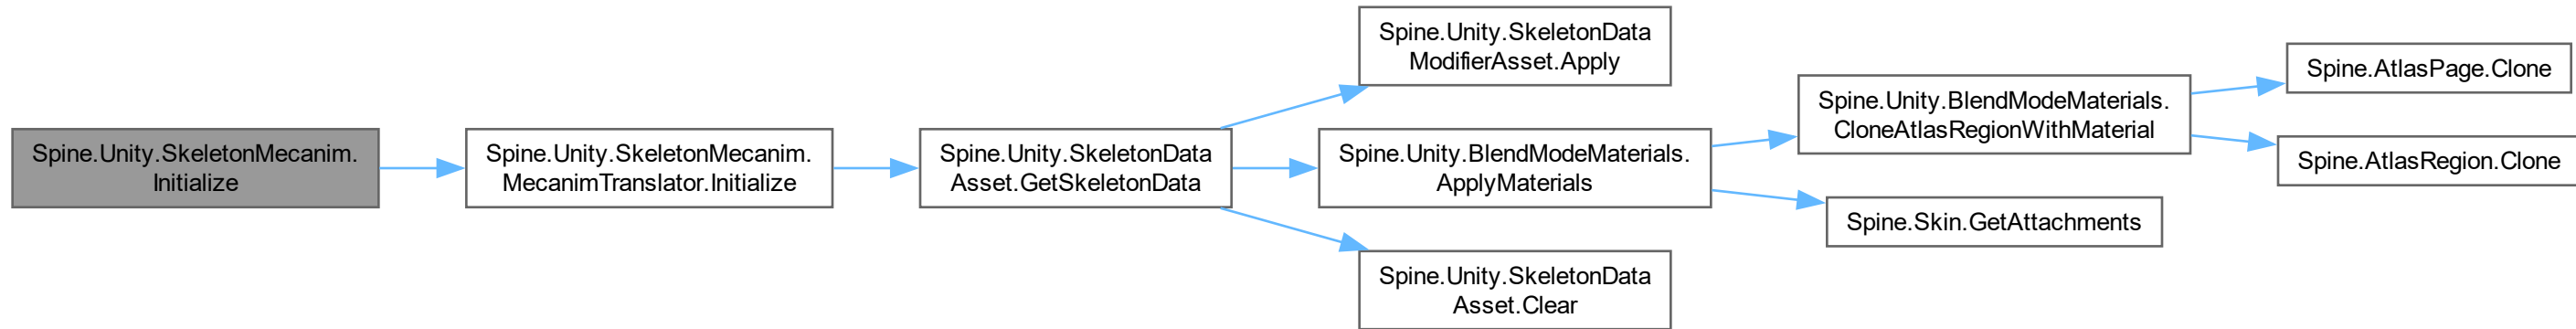 Spine.Unity.SkeletonMecanim.
Initialize
Spine.Unity.SkeletonMecanim.
MecanimTranslator.Initialize
Spine.Unity.SkeletonData
Asset.GetSkeletonData
Spine.Unity.SkeletonData
ModifierAsset.Apply
Spine.Unity.BlendModeMaterials.
ApplyMaterials
Spine.Unity.SkeletonData
Asset.Clear
Spine.Unity.BlendModeMaterials.
CloneAtlasRegionWithMaterial
Spine.Skin.GetAttachments
Spine.AtlasPage.Clone
Spine.AtlasRegion.Clone